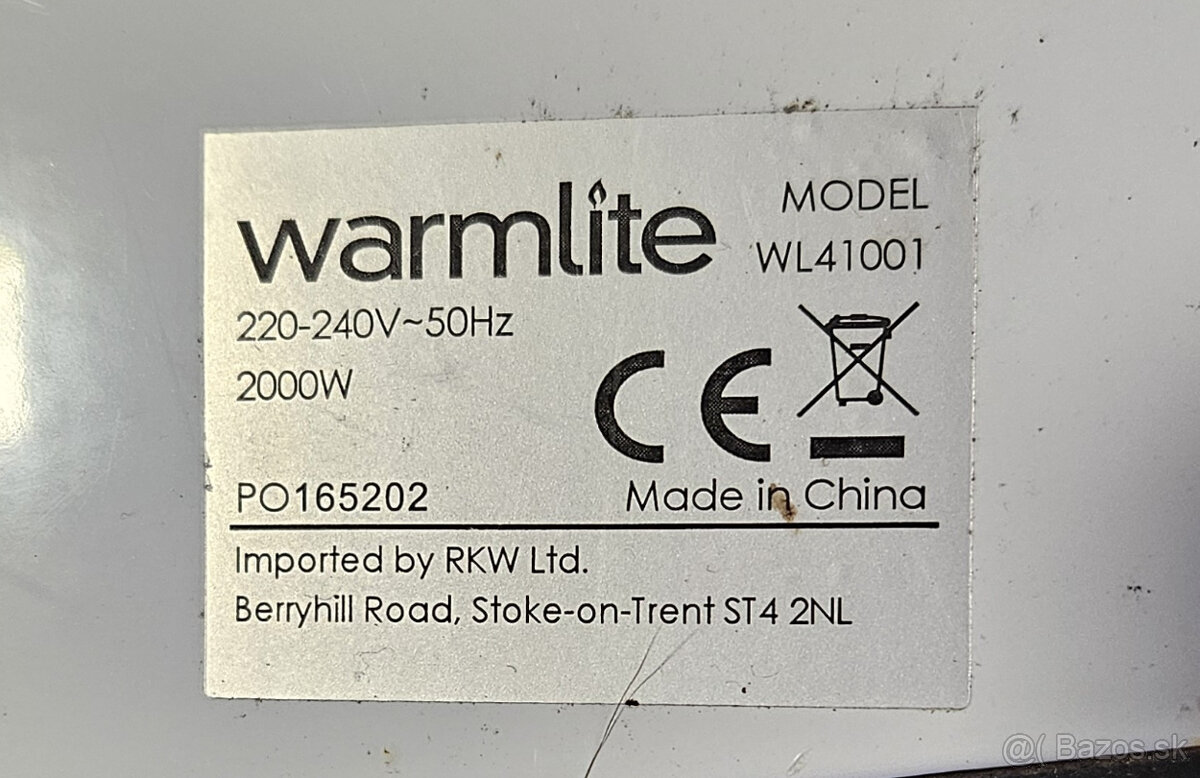 warmlite
MODEL
WL41001
220-240V~50Hz
2000W
CE
PO165202
Made in China
Imported by RKW Ltd.
Berryhill Road, Stoke-on-Trent ST4 2NL
@( Bazos.sk